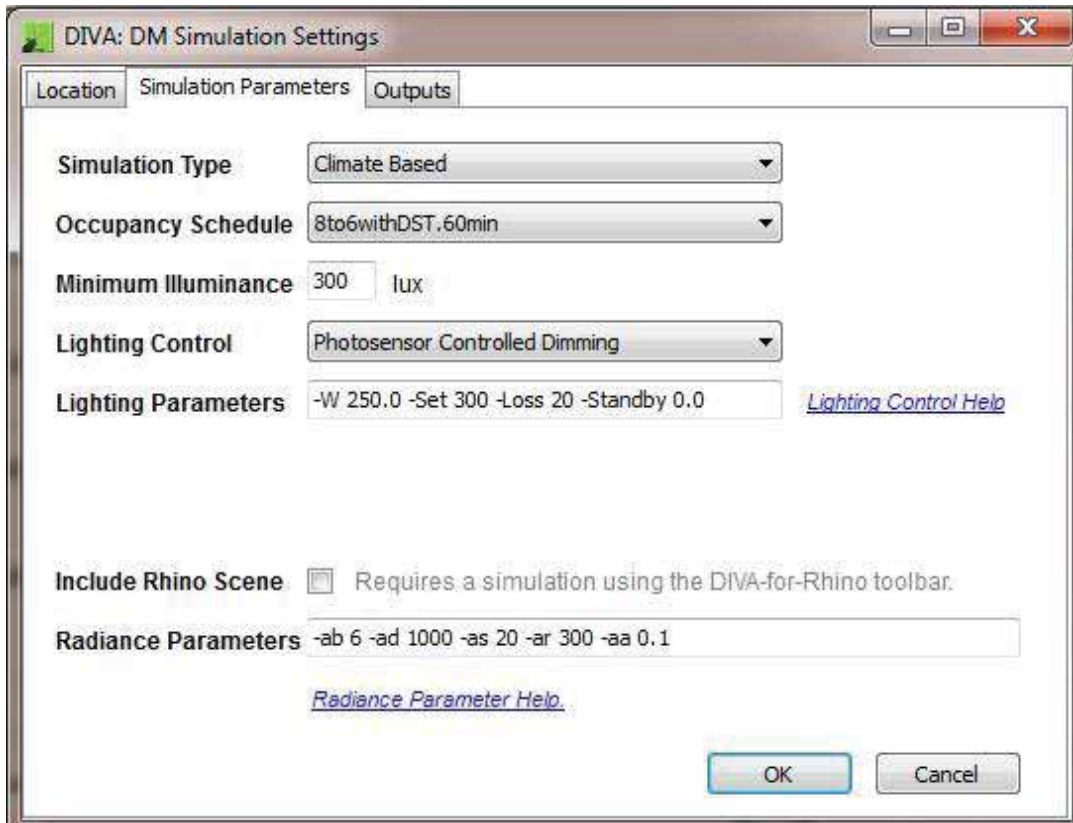 DIVA: DM Simulation Settings
Location Simulation Parameters Outputs
Simulation Type Climate Based
Occupancy Schedule 8to6withDST.60min
Minimum Illuminance 300 lux
Lighting Control Photosensor Controlled Dimming
Lighting Parameters -W 250.0 -Set 300 -Loss 20 -Standby 0.0 Lighting Control Help
Include Rhino Scene Requires a simulation using the DIVA-for-Rhino toolbar.
Radiance Parameters -ab 6 -ad 1000 -as 20 -ar 300 -aa 0.1
Radiance Parameter Help.
OK Cancel